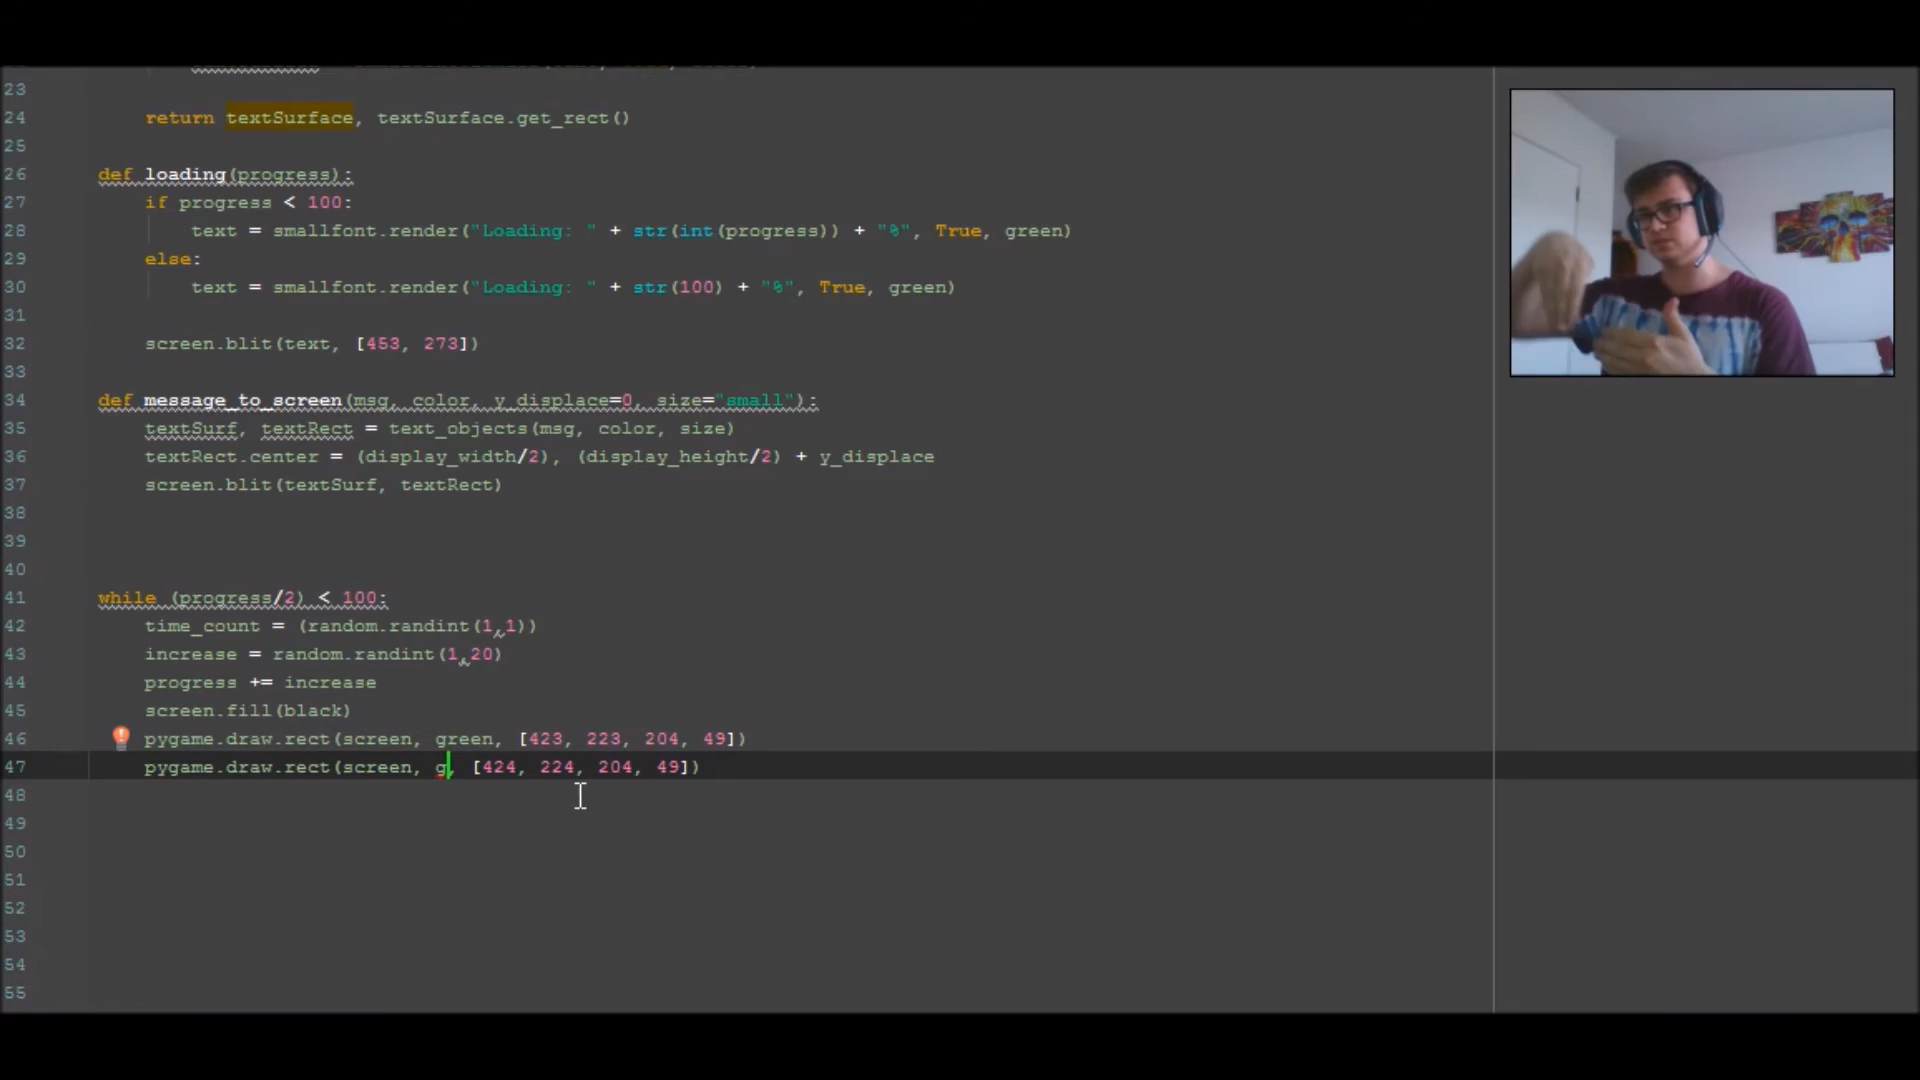 23
24 return textSurface, textSurface.get_rect()
25
26 def loading(progress):
27 if progress < 100:
28 text = smallfont.render("Loading: " + str(int(progress)) + "%", True, green)
29 else:
30 text = smallfont.render("Loading: " + str(100) + "%", True, green)
31
32 screen.blit(text, [453, 273])
33
34 def message_to_screen(msg, color, y_displace=0, size="small"):
35 textSurf, textRect = text_objects(msg, color, size)
36 textRect.center = (display_width/2), (display_height/2) + y_displace
37 screen.blit(textSurf, textRect)
38
39
40
41 while (progress/2) < 100:
42 time_count = (random.randint(1,1))
43 increase = random.randint(1,20)
44 progress += increase
45 screen.fill(black)
46 pygame.draw.rect(screen, green, [423, 223, 204, 49])
47 pygame.draw.rect(screen, g, [424, 224, 204, 49])
48
49
50
51
52
53
54
55